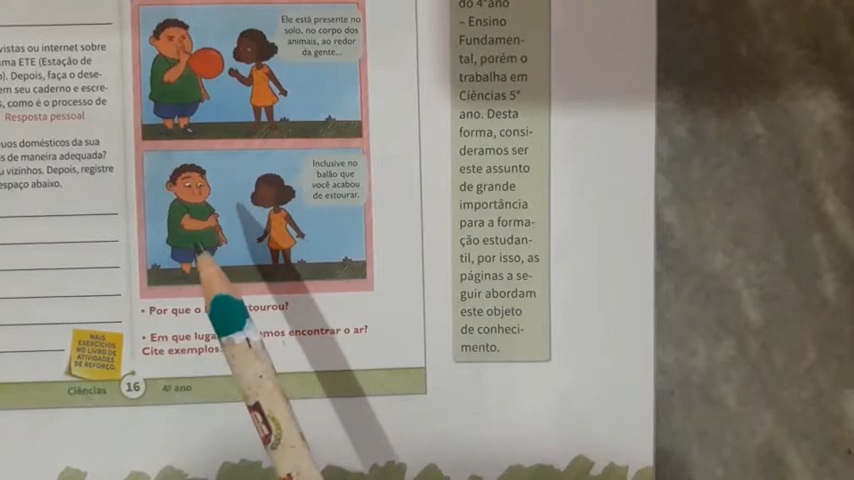 vistas ou internet sobre
ma ETE (Estação de
Depois, faça o dese-
em seu caderno e escre-
s, como é o processo de
Resposta pessoal
uos domésticos da sua
s de maneira adequada?
u vizinhos. Depois, registre
espaço abaixo.
MAIS
EXERCÍCIOS
NO LIVRO DE
ATIVIDADES
DE REFORÇO.
Ciências 16 4º ano
Ele está presente no
solo, no corpo dos
animais, ao redor
da gente...
Inclusive no
balão que
você acabou
de estourar.
• Por que o estourou?
• Em que encontrar o ar?
Cite exemplos.
do 4º ano
– Ensino
Fundamen-
tal, porém o
trabalha em
Ciências 5º
ano. Desta
forma, consi-
deramos ser
este assunto
de grande
importância
para a forma-
ção estudan-
til, por isso, as
páginas a se-
guir abordam
este objeto
de conheci-
mento.